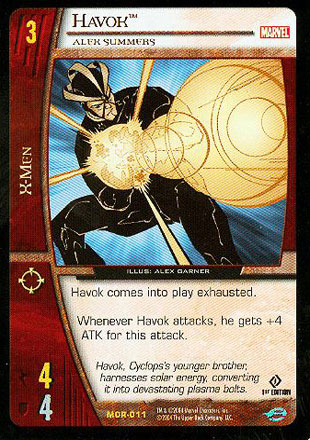 3
HAVOK™
ALEX SUMMERS
MARVEL
X-MEN
ILLUS: ALEX GARNER
Havok comes into play exhausted.
Whenever Havok attacks, he gets +4
ATK for this attack.
Havok, Cyclops's younger brother,
harnesses solar energy, converting
it into devastating plasma bolts.
4
4
MOR-011
1ST EDITION